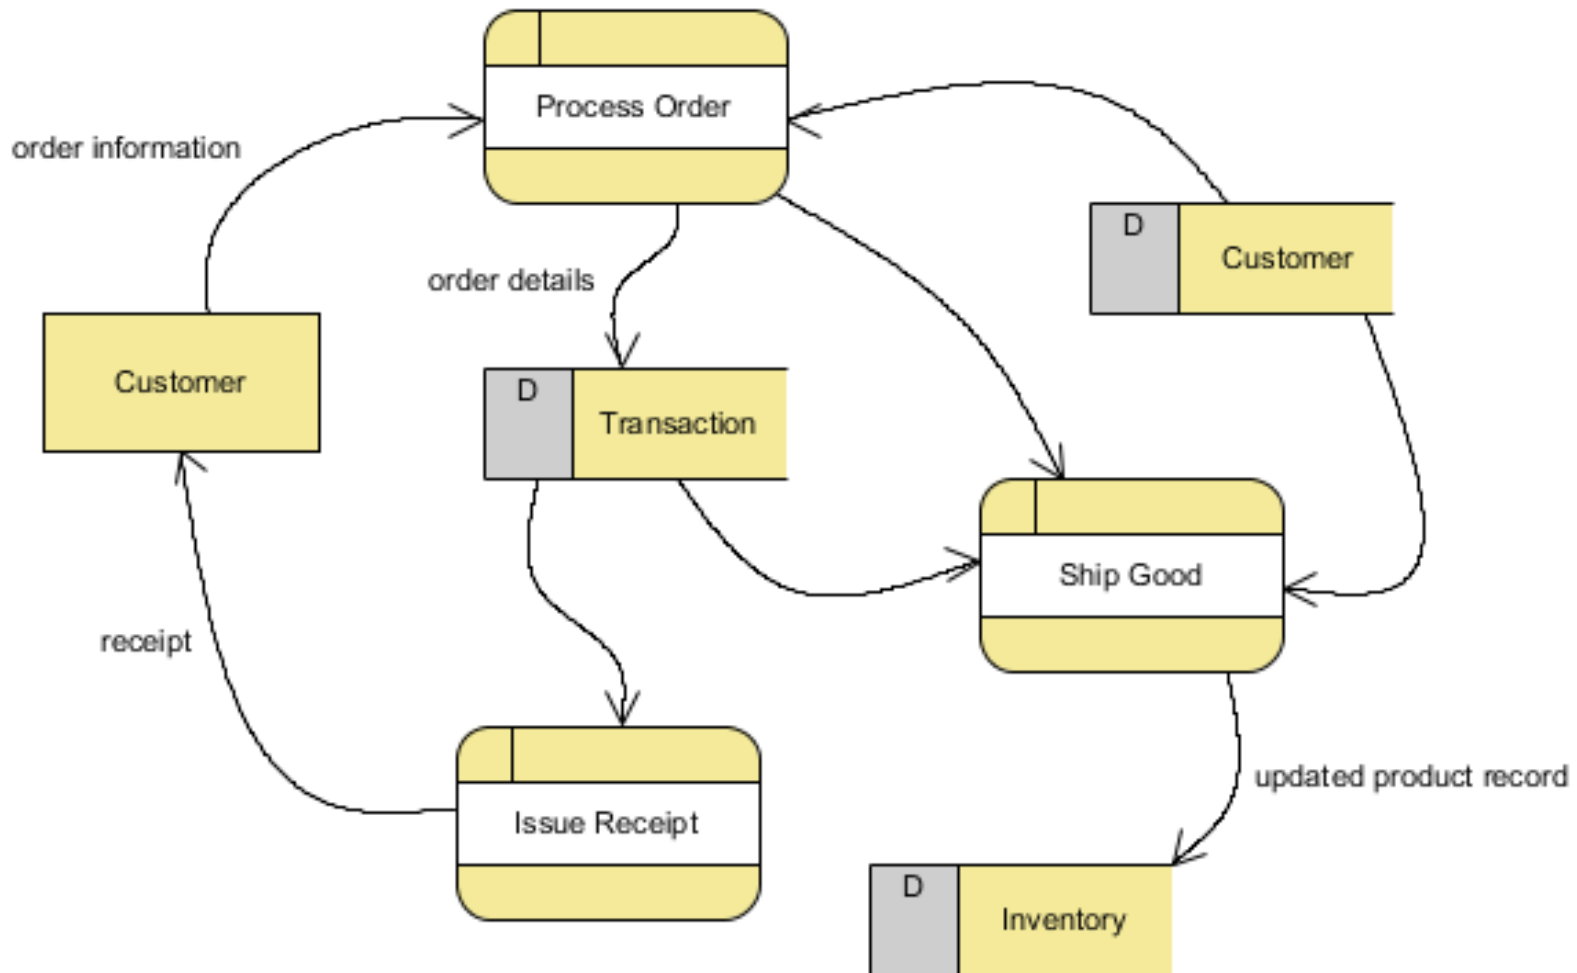 Process Order
order information
D
Customer
order details
Customer
D
Transaction
Ship Good
receipt
updated product record
Issue Receipt
D
Inventory